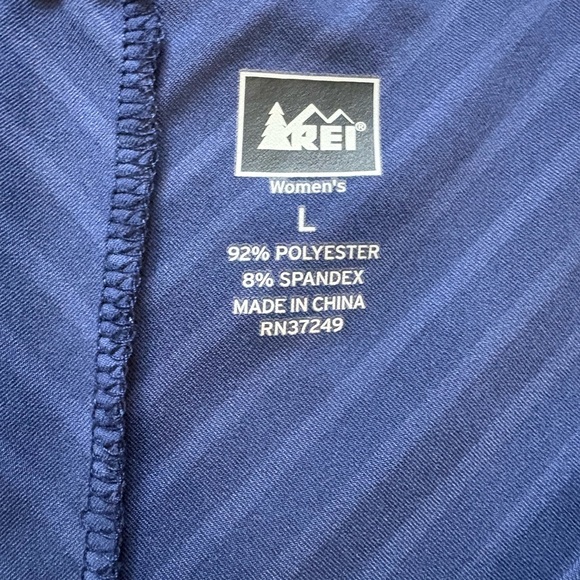 REI®
Women's
L
92% POLYESTER
8% SPANDEX
MADE IN CHINA
RN37249